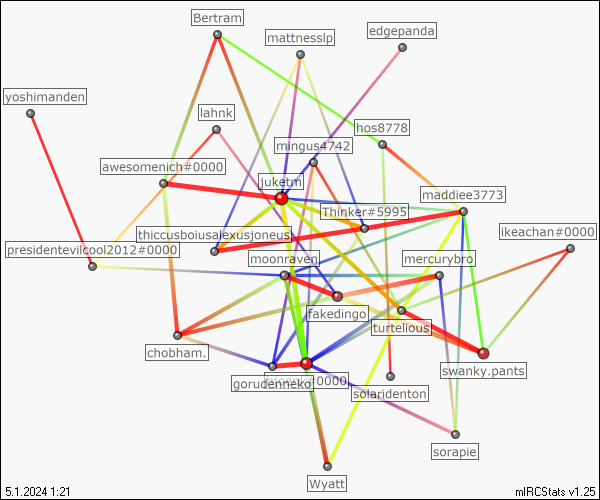 Bertram
mattnesslp
edgepanda
yoshimanden
lahnk
hos8778
mingus4742
awesomenich#0000
juketm
maddiee3773
Thinker#5995
ikeachan#0000
thiccusboiusalexusjoneus
presidentevilcool2012#0000
moonraven
mercurybro
fakedingo
turtelious
chobham.
swanky.pants
gorudenneko
#0000
solaridenton
sorapie
Wyatt
5.1.2024 1:21
mIRCStats v1.25